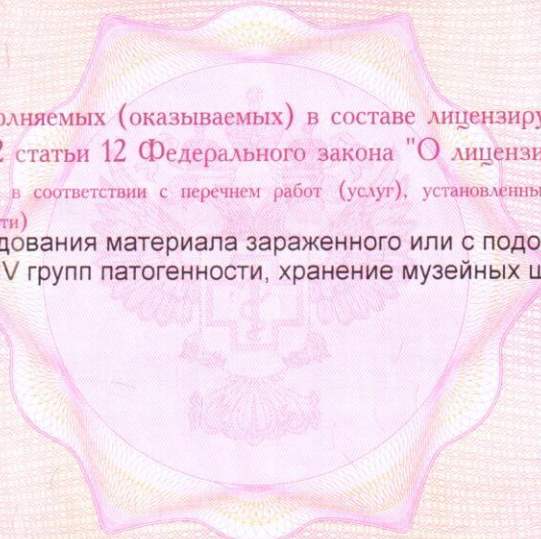 олняемых (оказываемых) в составе лицензиру
2 статьи 12 Федерального закона "О лицензи
в соответствии с перечнем работ (услуг), установленны
ти)
дования материала зараженного или с подо
V групп патогенности, хранение музейных ш